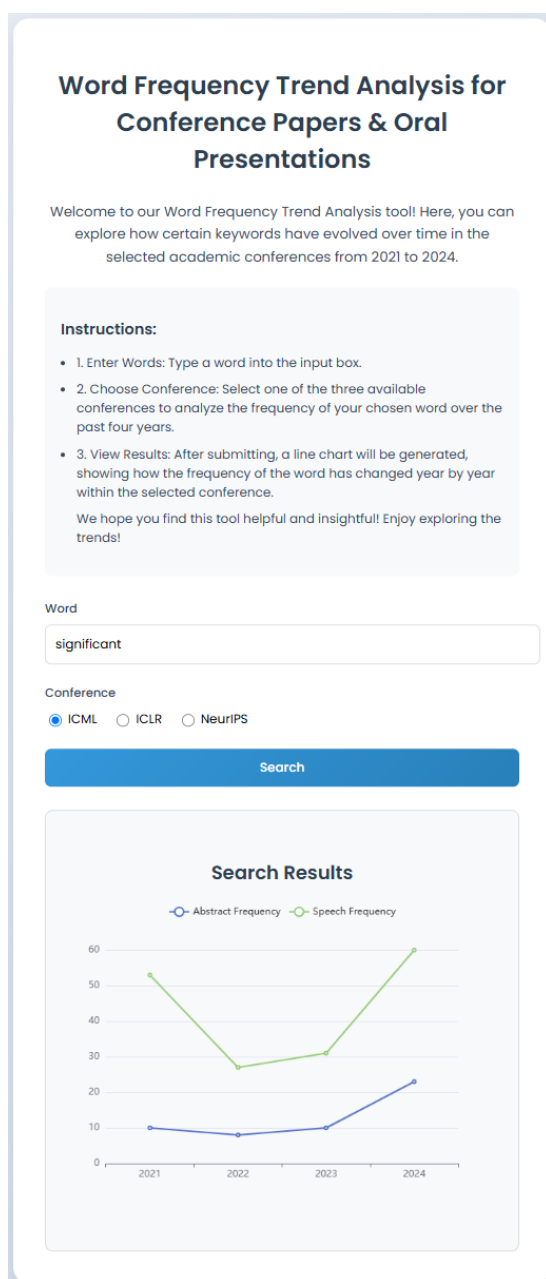 Word Frequency Trend Analysis for
Conference Papers & Oral
Presentations
Welcome to our Word Frequency Trend Analysis tool! Here, you can
explore how certain keywords have evolved over time in the
selected academic conferences from 2021 to 2024.
Instructions:
• 1. Enter Words: Type a word into the input box.
• 2. Choose Conference: Select one of the three available
conferences to analyze the frequency of your chosen word over the
past four years.
• 3. View Results: After submitting, a line chart will be generated,
showing how the frequency of the word has changed year by year
within the selected conference.
We hope you find this tool helpful and insightful! Enjoy exploring the
trends!
Word
significant
Conference
ICML ICLR NeurIPS
Search
Search Results
Abstract Frequency Speech Frequency
60
50
40
30
20
10
0
2021 2022 2023 2024